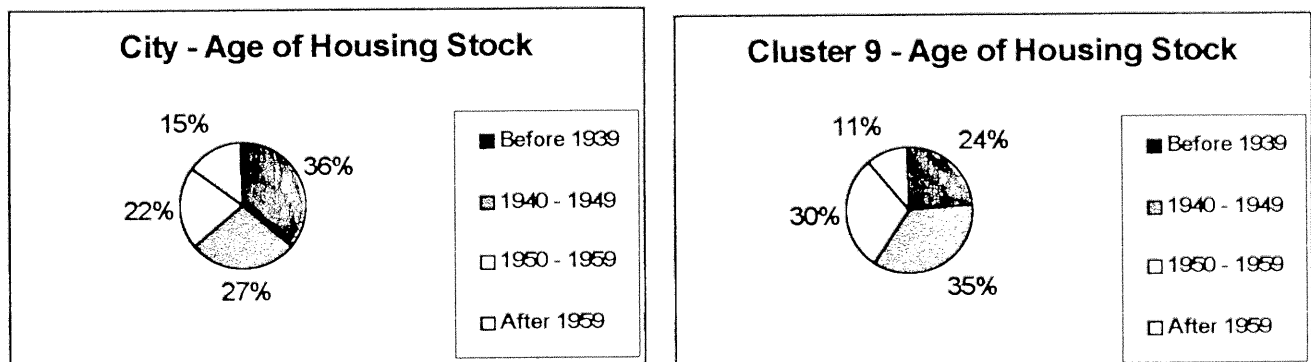 City - Age of Housing Stock
15%
36%
22%
27%
Before 1939
1940 - 1949
1950 - 1959
After 1959
Cluster 9 - Age of Housing Stock
11%
24%
30%
35%
Before 1939
1940 - 1949
1950 - 1959
After 1959